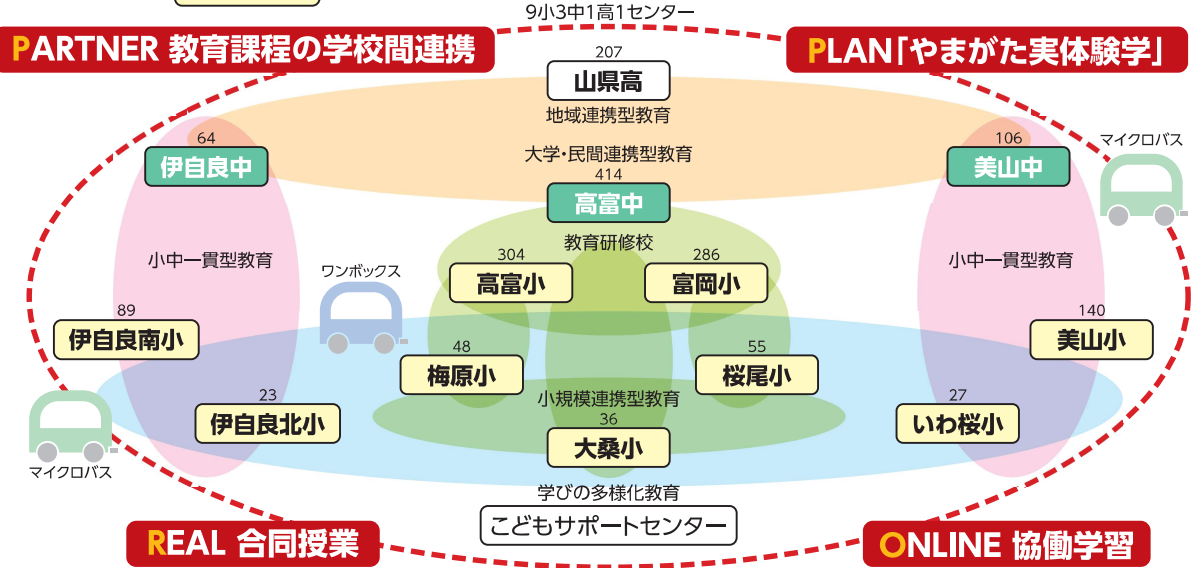 9小3中1高1センター
PARTNER 教育課程の学校間連携
PLAN「やまがた実体験学」
207
山県高
地域連携型教育
64
伊自良中
大学・民間連携型教育
106
美山中
マイクロバス
414
高富中
教育研修校
小中一貫型教育
304
高富小
286
富岡小
小中一貫型教育
ワンボックス
89
伊自良南小
140
美山小
48
梅原小
55
桜尾小
23
伊自良北小
小規模連携型教育
36
大桑小
27
いわ桜小
マイクロバス
学びの多様化教育
こどもサポートセンター
REAL 合同授業
ONLINE 協働学習